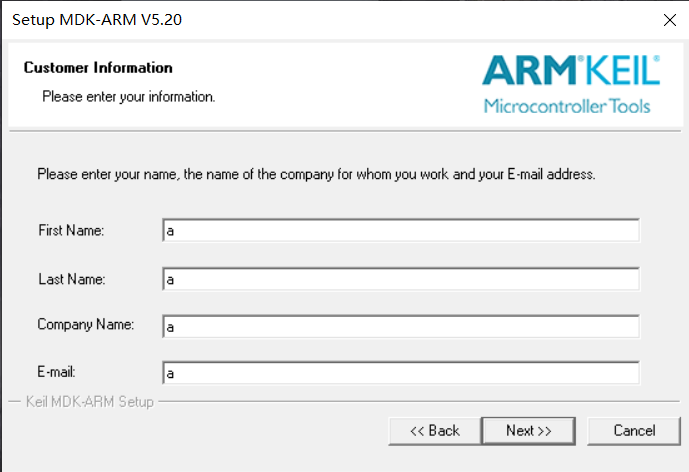 Setup MDK-ARM V5.20
Customer Information
Please enter your information.
ARM®KEIL®
Microcontroller Tools
Please enter your name, the name of the company for whom you work and your E-mail address.
First Name: a
Last Name: a
Company Name: a
E-mail: a
Keil MDK-ARM Setup
<< Back Next >> Cancel